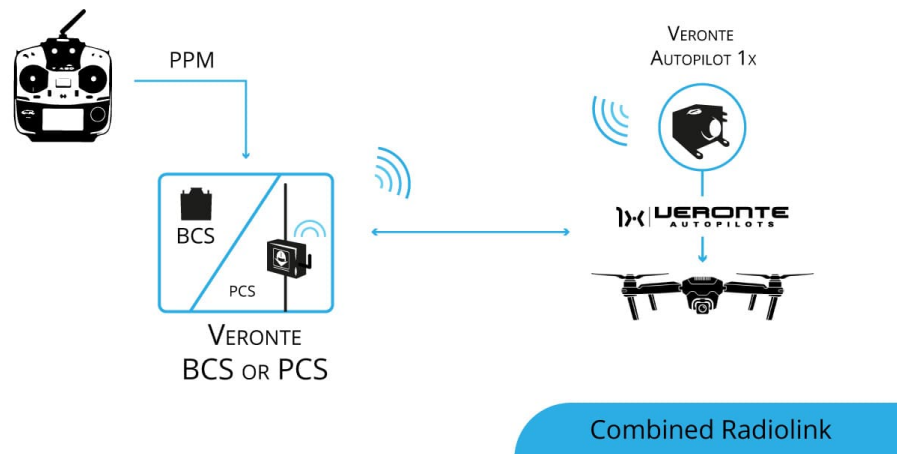 PPM
VERONTE
AUTOPILOT 1X
BCS
PCS
VERONTE
BCS OR PCS
1X VERONTE
AUTOPILOTS
Combined Radiolink